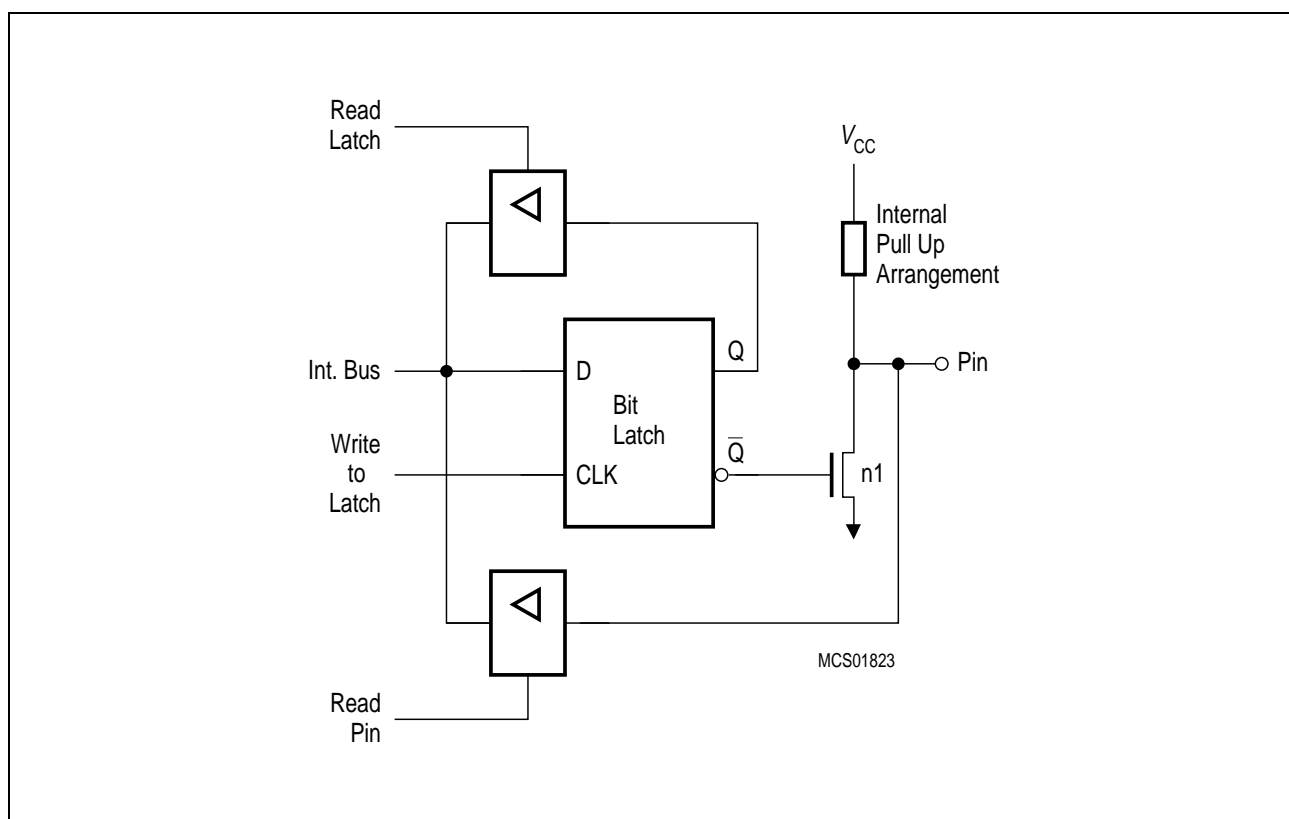 Read
Latch
VCC
Internal
Pull Up
Arrangement
Q
Int. Bus
D
Pin
Bit
Latch
Write
to
Latch
Q̅
CLK
n1
MCS01823
Read
Pin